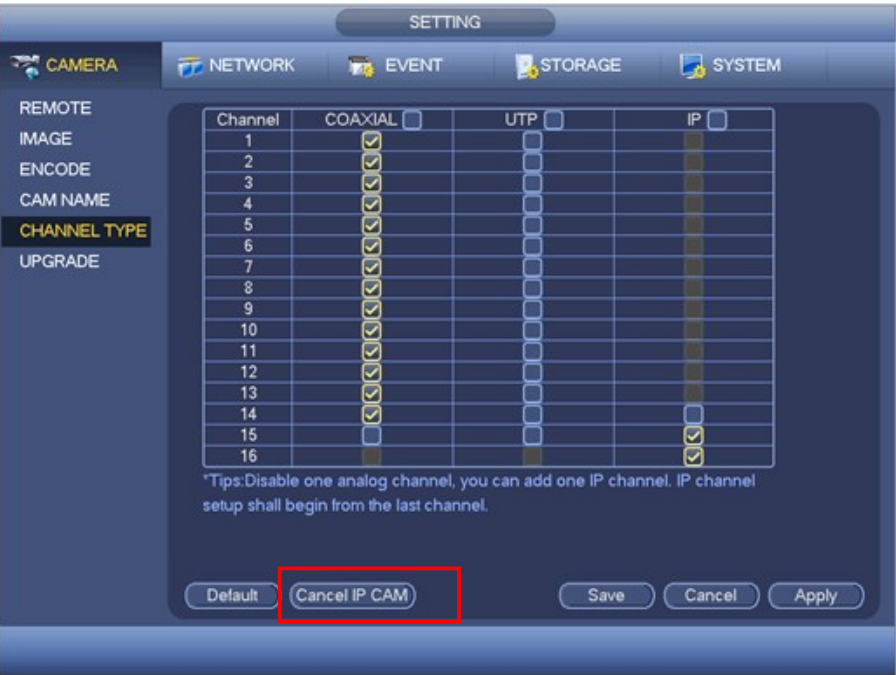 SETTING
CAMERA NETWORK EVENT STORAGE SYSTEM
REMOTE
IMAGE
ENCODE
CAM NAME
CHANNEL TYPE
UPGRADE
Channel COAXIAL UTP IP
1
2
3
4
5
6
7
8
9
10
11
12
13
14
15
16
*Tips:Disable one analog channel, you can add one IP channel. IP channel
setup shall begin from the last channel.
Default Cancel IP CAM Save Cancel Apply